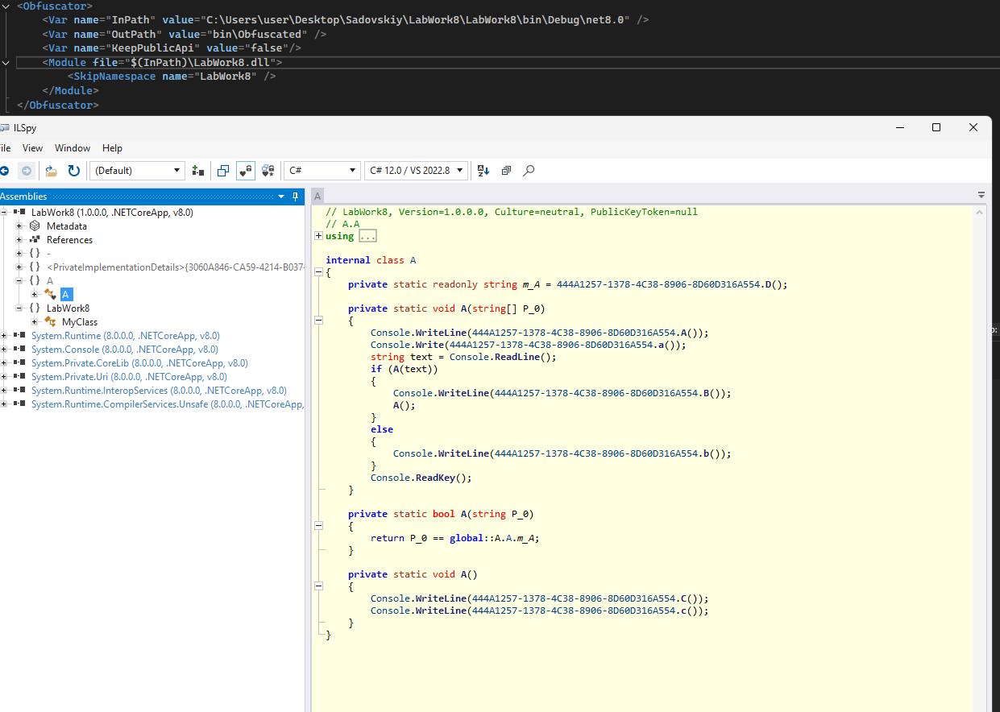 <Obfuscator>
<Var name="InPath" value="C:\Users\user\Desktop\Sadovskiy\LabWork8\LabWork8\bin\Debug\net8.0" />
<Var name="OutPath" value="bin\Obfuscated" />
<Var name="KeepPublicApi" value="false"/>
<Module file="$(InPath)\LabWork8.dll">
<SkipNamespace name="LabWork8" />
</Module>
</Obfuscator>
ILSpy
ile View Window Help
(Default) C# C# 12.0 / VS 2022.8
Assemblies
LabWork8 (1.0.0.0, .NETCoreApp, v8.0)
Metadata
References
{ } -
{ } <PrivateImplementationDetails>{3060A846-CA59-4214-B037-
{ } A
A
{ } LabWork8
MyClass
System.Runtime (8.0.0.0, .NETCoreApp, v8.0)
System.Console (8.0.0.0, .NETCoreApp, v8.0)
System.Private.CoreLib (8.0.0.0, .NETCoreApp, v8.0)
System.Private.Uri (8.0.0.0, .NETCoreApp, v8.0)
System.Runtime.InteropServices (8.0.0.0, .NETCoreApp, v8.0)
System.Runtime.CompilerServices.Unsafe (8.0.0.0, .NETCoreApp,
A
// LabWork8, Version=1.0.0.0, Culture=neutral, PublicKeyToken=null
// A.A
using ...
internal class A
{
private static readonly string m_A = 444A1257-1378-4C38-8906-8D60D316A554.D();
private static void A(string[] P_0)
{
Console.WriteLine(444A1257-1378-4C38-8906-8D60D316A554.A());
Console.Write(444A1257-1378-4C38-8906-8D60D316A554.a());
string text = Console.ReadLine();
if (A(text))
{
Console.WriteLine(444A1257-1378-4C38-8906-8D60D316A554.B());
A();
}
else
{
Console.WriteLine(444A1257-1378-4C38-8906-8D60D316A554.b());
}
Console.ReadKey();
}
private static bool A(string P_0)
{
return P_0 == global::A.A.m_A;
}
private static void A()
{
Console.WriteLine(444A1257-1378-4C38-8906-8D60D316A554.C());
Console.WriteLine(444A1257-1378-4C38-8906-8D60D316A554.c());
}
}